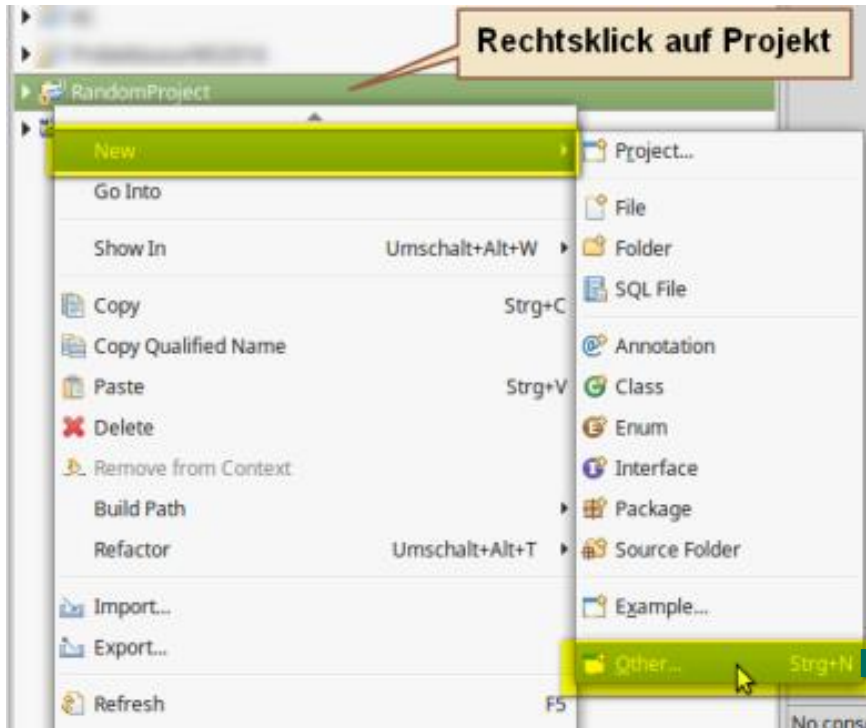 Rechtsklick auf Projekt
RandomProject
New
Go Into
Show In Umschalt+Alt+W
Copy Strg+C
Copy Qualified Name
Paste Strg+V
Delete
Remove from Context
Build Path
Refactor Umschalt+Alt+T
Import...
Export...
Refresh F5
Project...
File
Folder
SQL File
Annotation
Class
Enum
Interface
Package
Source Folder
Example...
Other... Strg+N
No cons